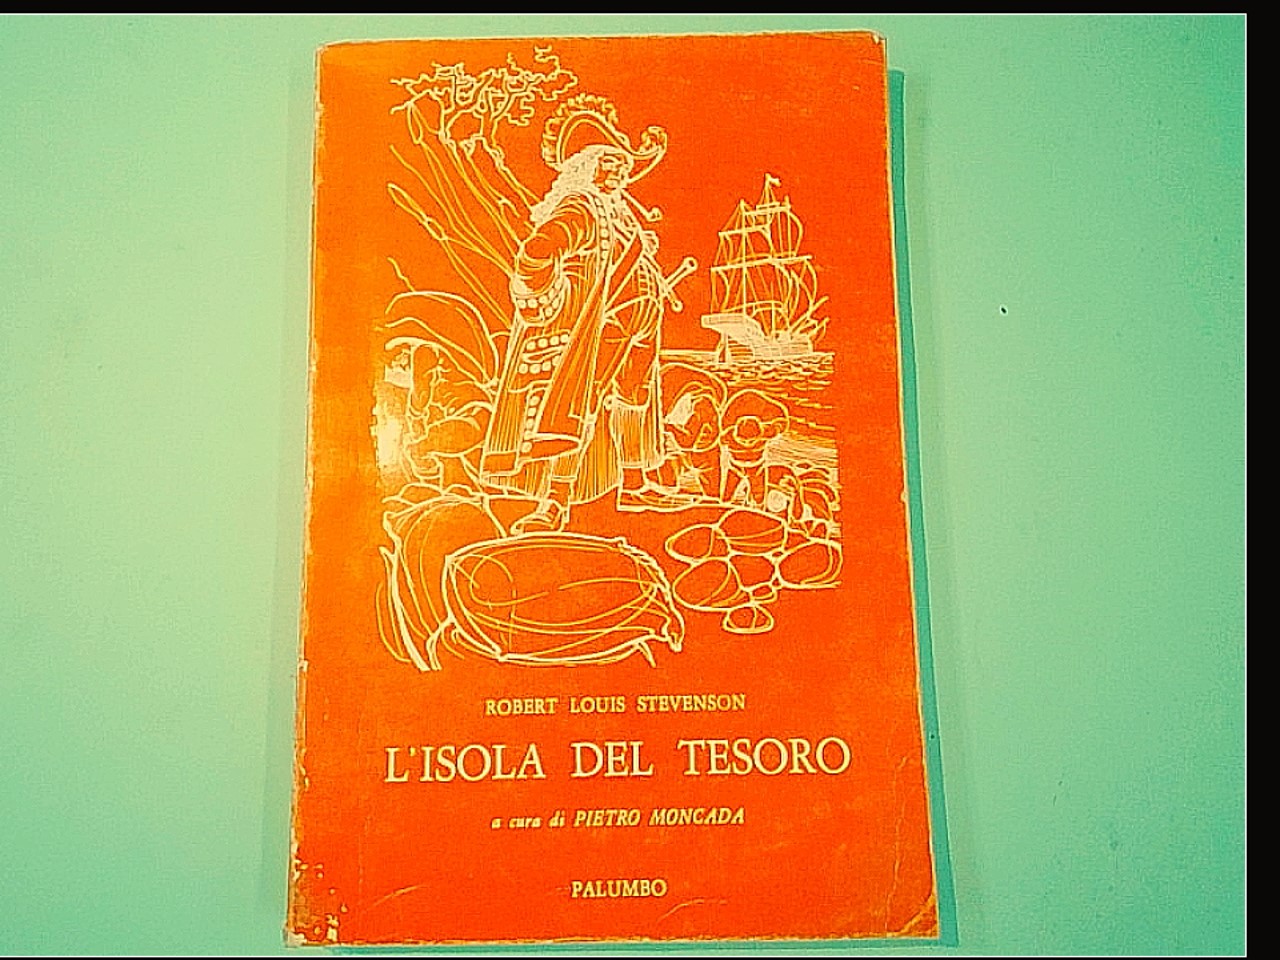 ROBERT LOUIS STEVENSON
L'ISOLA DEL TESORO
a cura di PIETRO MONCADA
PALUMBO